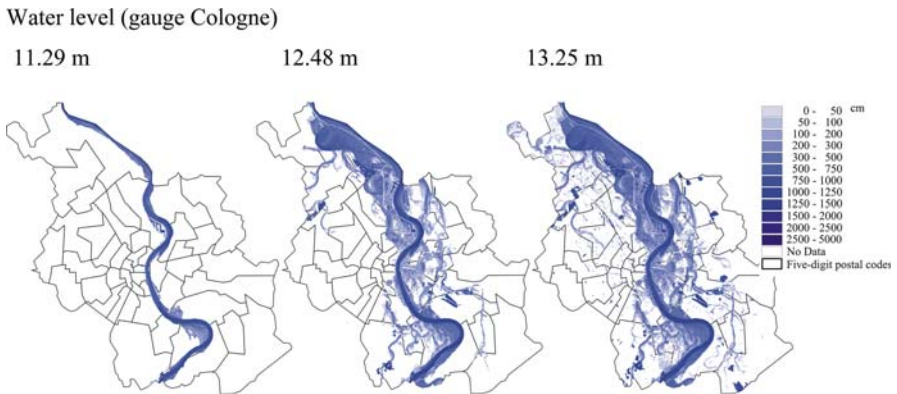 Water level (gauge Cologne)
11.29 m
12.48 m
13.25 m
cm
0 - 50
50 - 100
100 - 200
200 - 300
300 - 500
500 - 750
750 - 1000
1000 - 1250
1250 - 1500
1500 - 2000
2000 - 2500
2500 - 5000
No Data
Five-digit postal codes